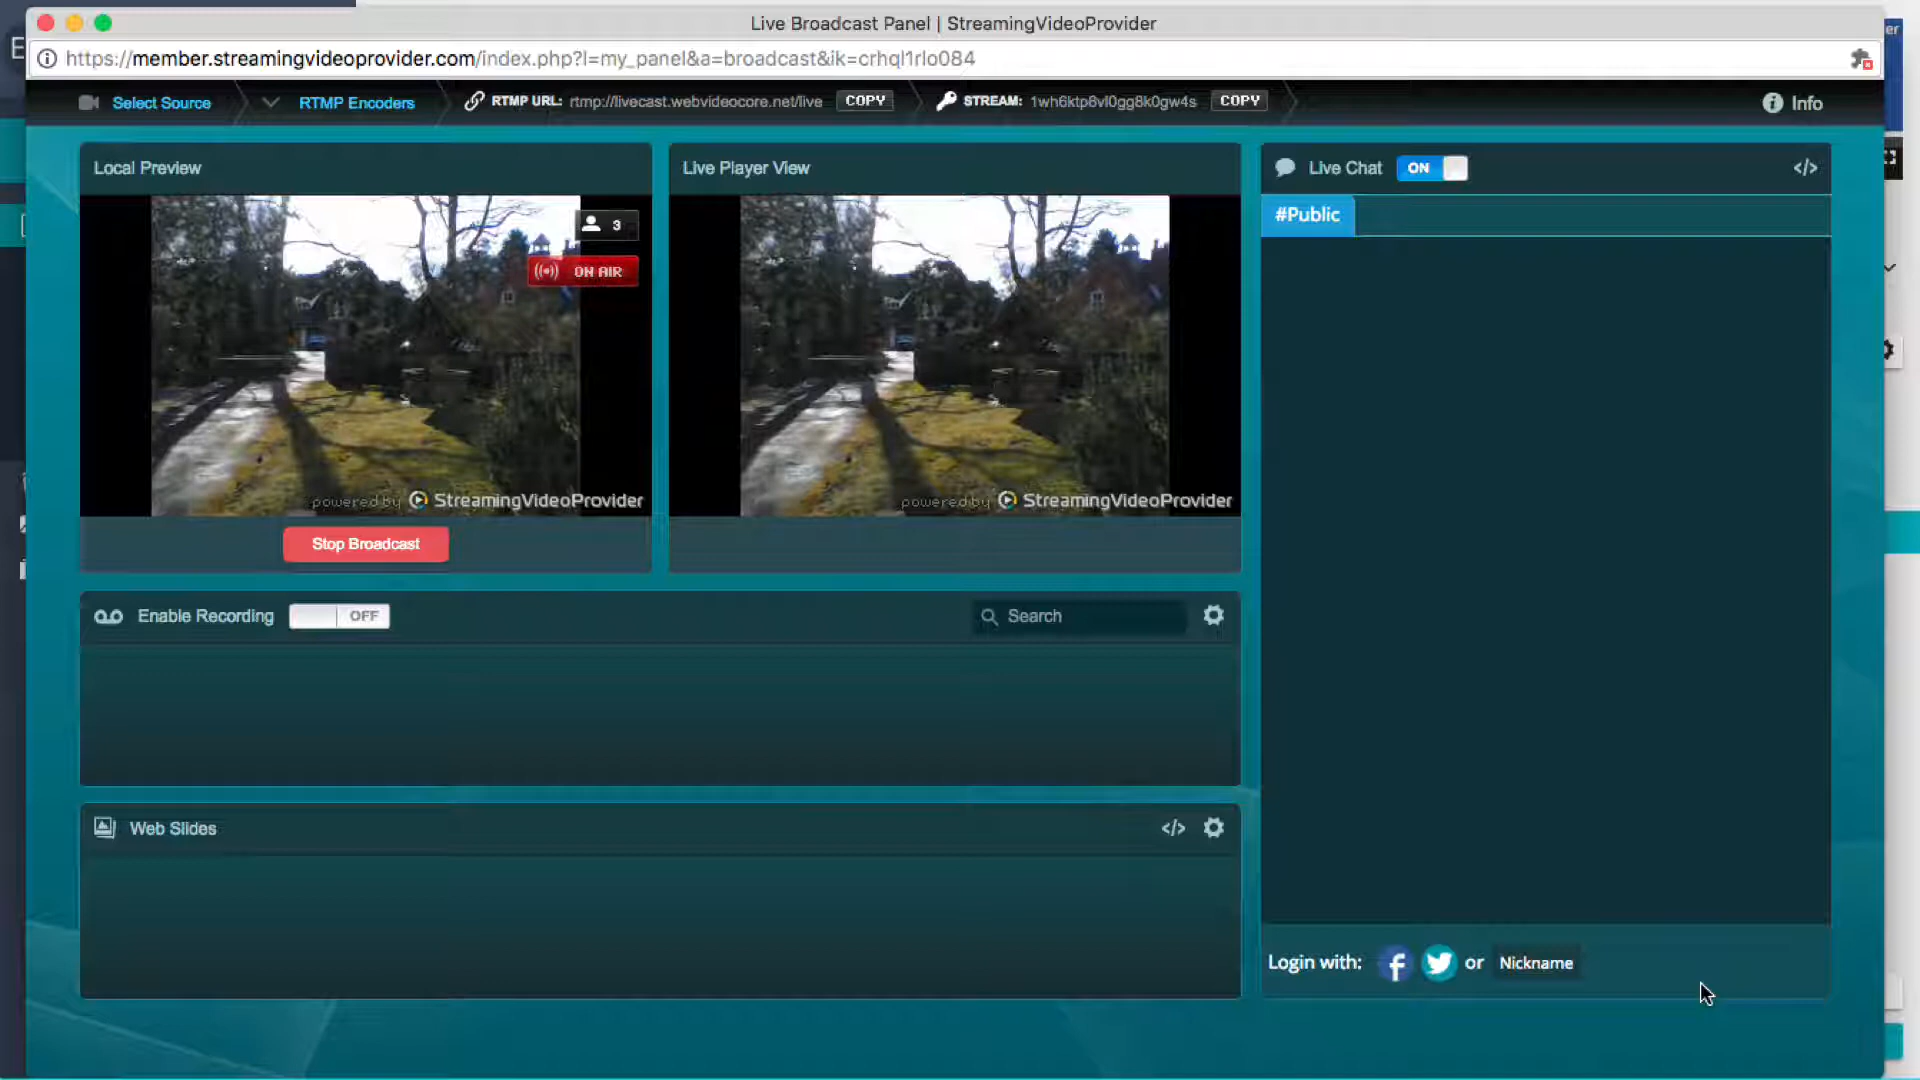 Live Broadcast Panel | StreamingVideoProvider
https://member.streamingvideoprovider.com/index.php?l=my_panel&a=broadcast&ik=crhql1rlo084
Select Source
RTMP Encoders
RTMP URL: rtmp://livecast.webvideocore.net/live COPY
STREAM: 1wh6ktp8vl0gg8k0gw4s COPY
Info
Local Preview
3
ON AIR
powered by StreamingVideoProvider
Stop Broadcast
Live Player View
powered by StreamingVideoProvider
Live Chat ON
</>
#Public
Enable Recording OFF
Search
Web Slides
</>
Login with: f or Nickname